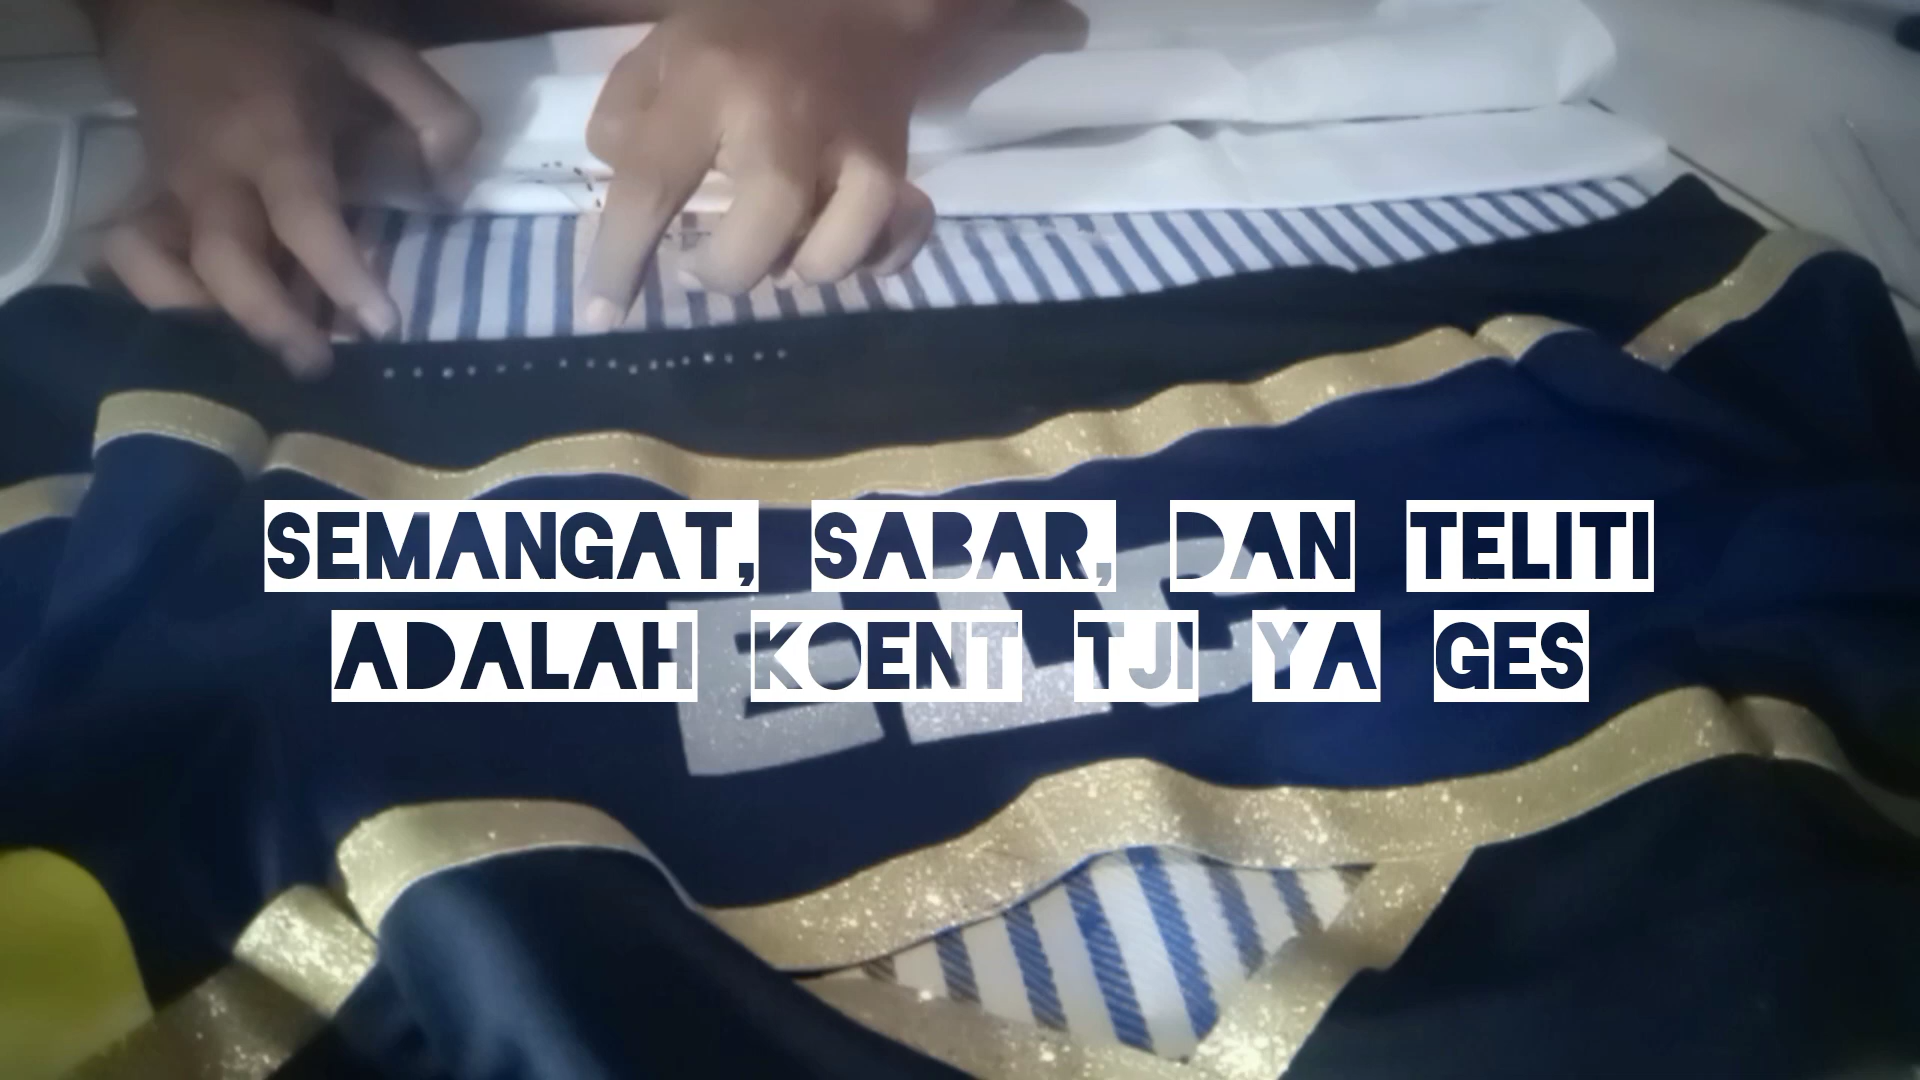 SEMANGAT, SABAR, DAN TELITI
ADALAH KOENT TJI YA GES